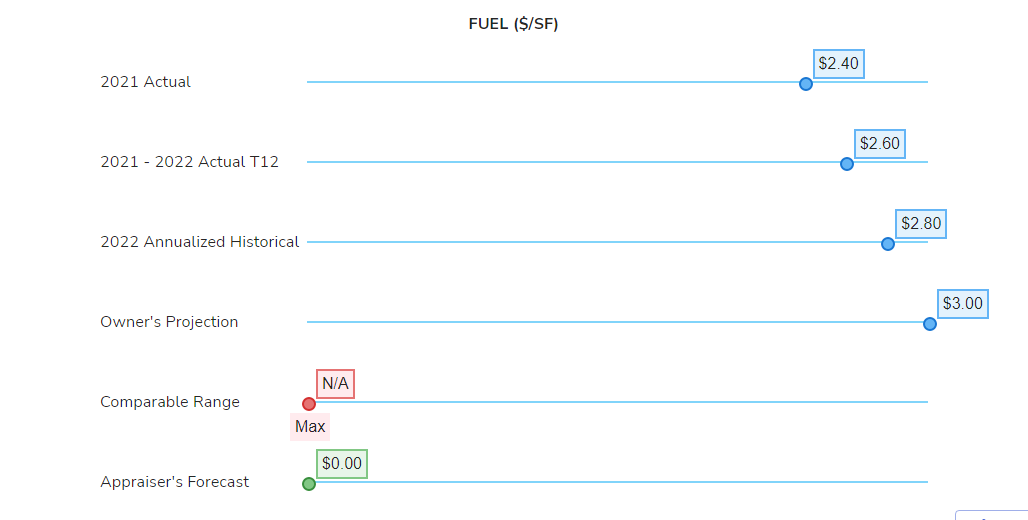 FUEL ($/SF)
2021 Actual
$2.40
2021 - 2022 Actual T12
$2.60
2022 Annualized Historical
$2.80
Owner's Projection
$3.00
Comparable Range
N/A
Max
Appraiser's Forecast
$0.00